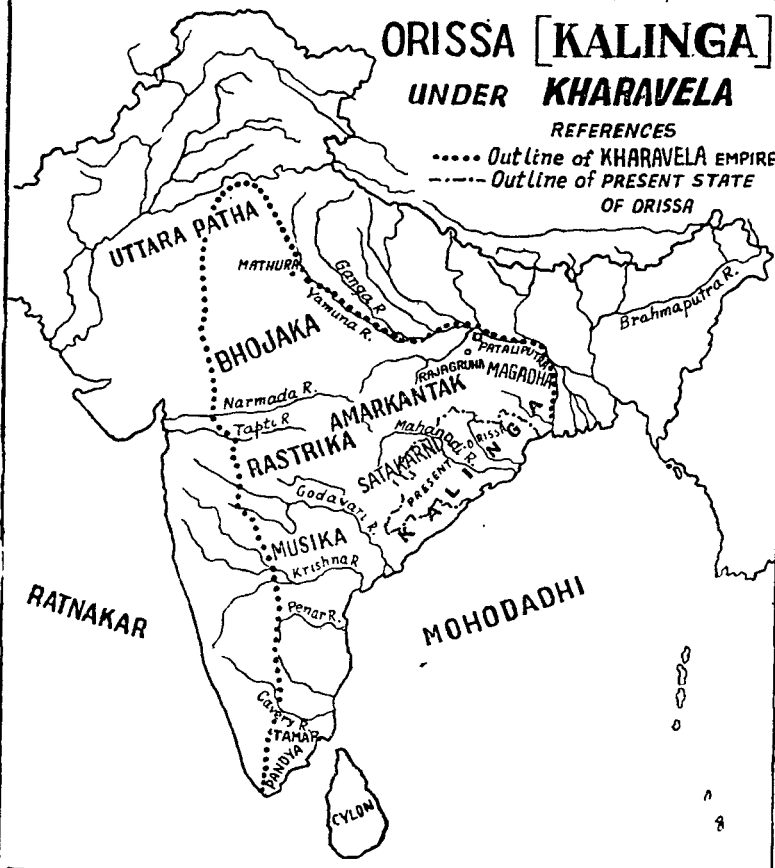 ORISSA [KALINGA]
UNDER KHARAVELA
REFERENCES
Outline of KHARAVELA EMPIRE
Outline of PRESENT STATE
OF ORISSA
UTTARA PATHA
MATHURA
Ganga R
Yamuna R.
Brahmaputra R.
BHOJAKA
PATALIPUTRA
RAJAGRUHA
MAGADHA
Narmada R.
AMARKANTAK
Tapti R
RASTRIKA
Mahanadi R.
SATAKARNI
PRESENT ORISSA
KALINGA
Godavari R.
MUSIKA
Krishna R
RATNAKAR
Penar R.
MOHODADHI
Cavery R.
TAMAR
PANDYA
CYLON